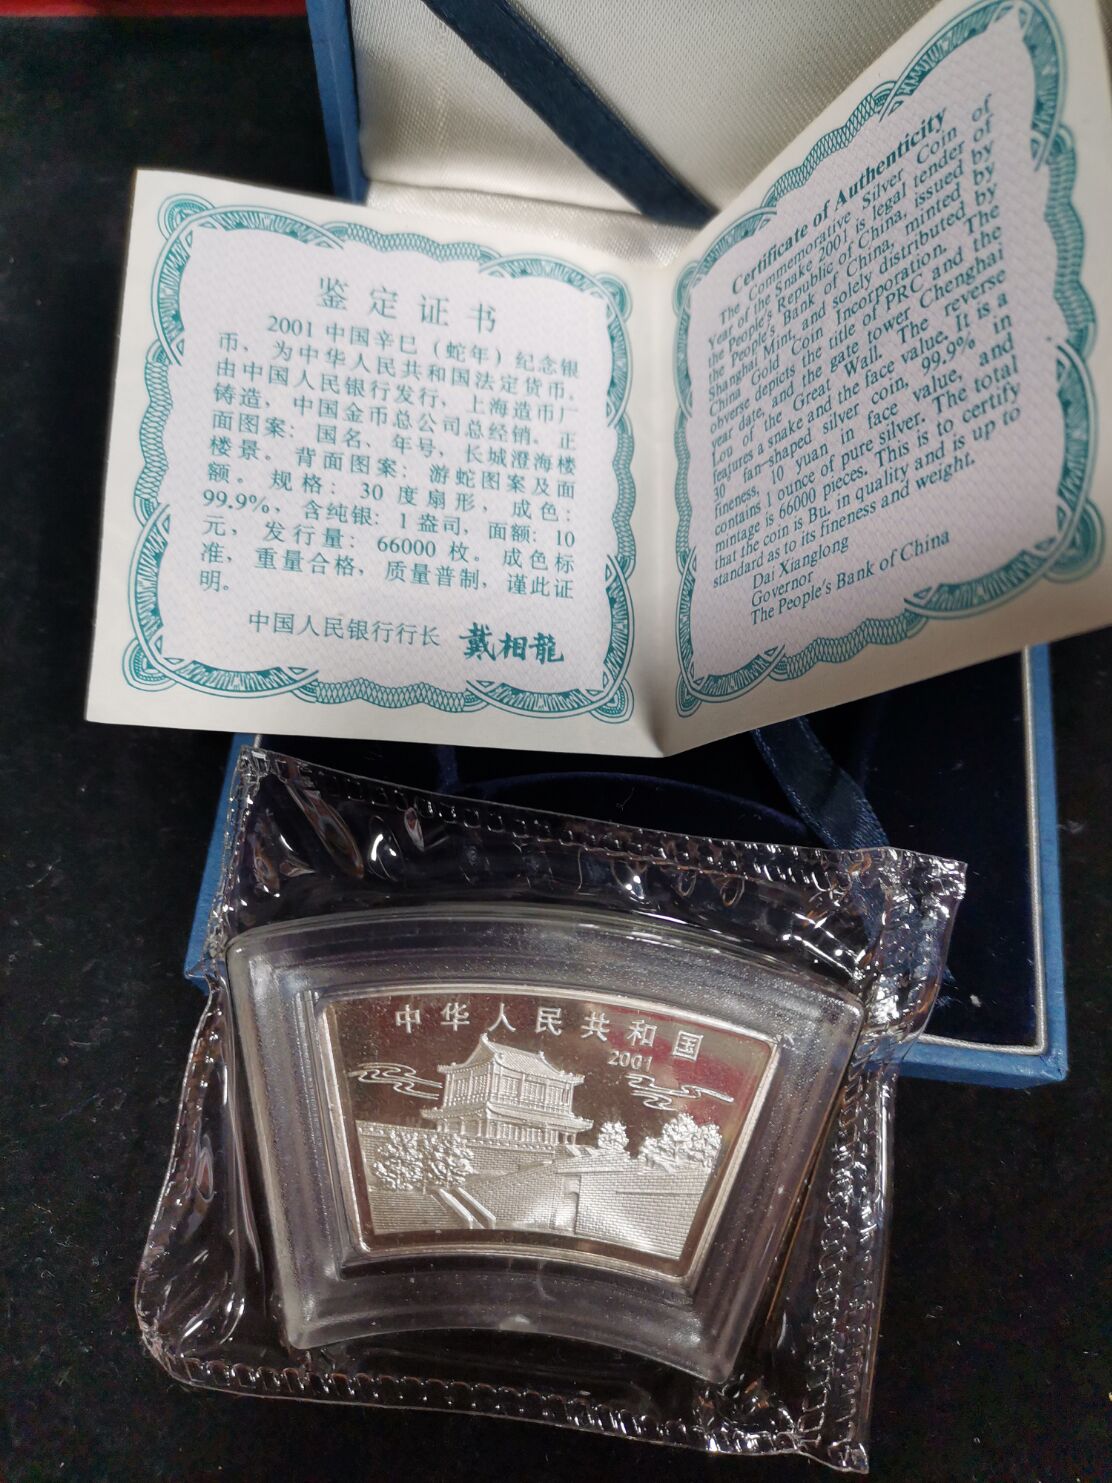 鉴定证书
2001 中国辛巳（蛇年）纪念银
币，为中华人民共和国法定货币。
由中国人民银行发行，上海造币厂
铸造，中国金币总公司总经销。正
面图案：国名、年号，长城澄海楼
楼景。背面图案：游蛇图案及面
额。规格：30 度扇形，成色：
99.9%，含纯银：1 盎司，面额：10
元，发行量：66000 枚。成色标
准，重量合格，质量普制，谨此证
明。
中国人民银行行长 戴相龍
Certificate of Authenticity
The Commemorative Silver Coin of
Year of the Snake 2001 is legal tender of
the People's Republic of China, issued by
the People's Bank of China, minted by
Shanghai Mint, and solely distributed by
China Gold Coin Incorporation. The
obverse depicts the title of PRC and the
year date, and the gate tower Chenghai
Lou of the Great Wall. The reverse
features a snake and the face value. It is a
30° fan-shaped silver coin, 99.9% in
fineness, 10 yuan in face value, and
contains 1 ounce of pure silver. The total
mintage is 66000 pieces. This is to certify
that the coin is Bu. in quality and is up to
standard as to its fineness and weight.
Dai Xianglong
Governor
The People's Bank of China
中华人民共和国
2001